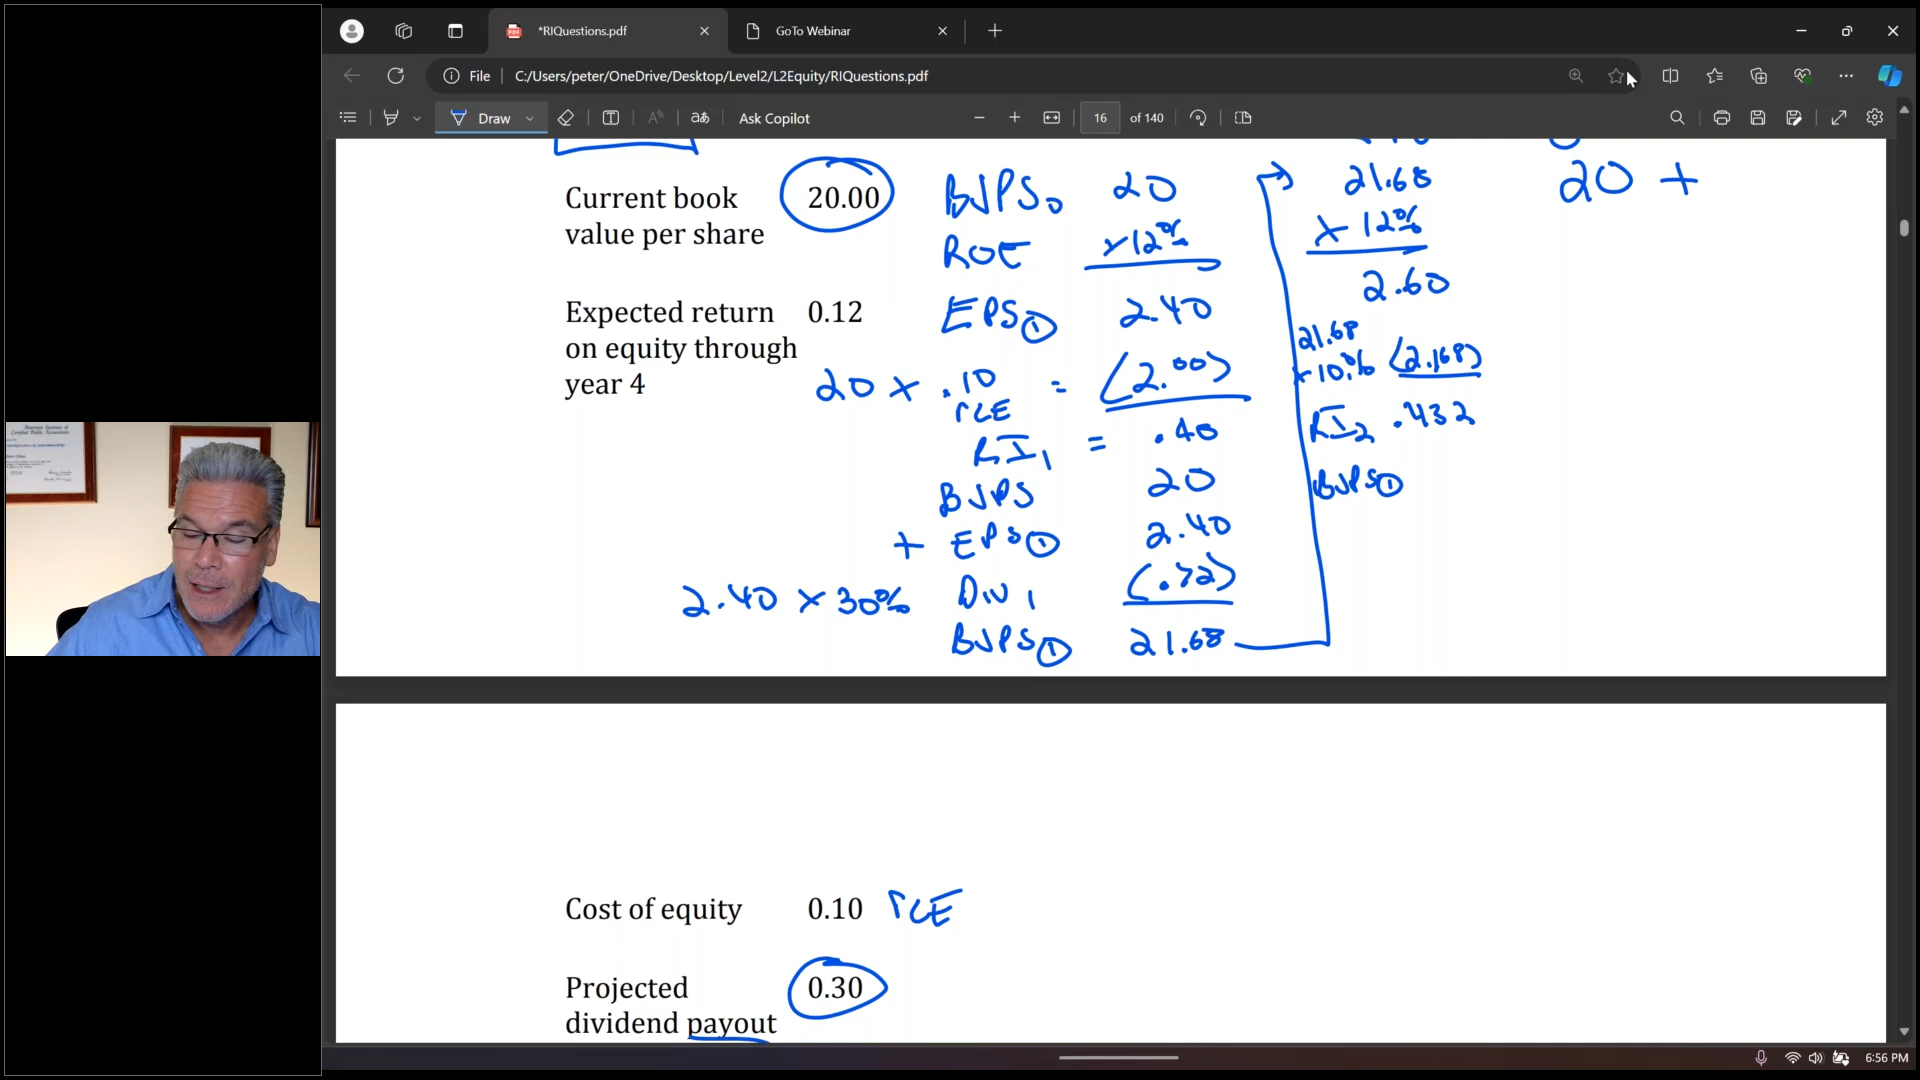 *RIQuestions.pdf
GoTo Webinar
File
C:/Users/peter/OneDrive/Desktop/Level2/L2Equity/RIQuestions.pdf
Draw
aあ
Ask Copilot
16
of 140
Current book
value per share
20.00
BVPS0 20
ROE x12%
EPS① 2.40
Expected return
on equity through
year 4
0.12
20 x .10 = (2.00)
rCE
RI1 = .40
BVPS 20
+ EPS① 2.40
2.40 x 30% DIV1 (.72)
BVPS① 21.68
21.68
x 12%
2.60
21.68
x10.% (2.168)
RI2 .432
BVPS①
20 +
Cost of equity 0.10 rCE
Projected
dividend payout
0.30
6:56 PM